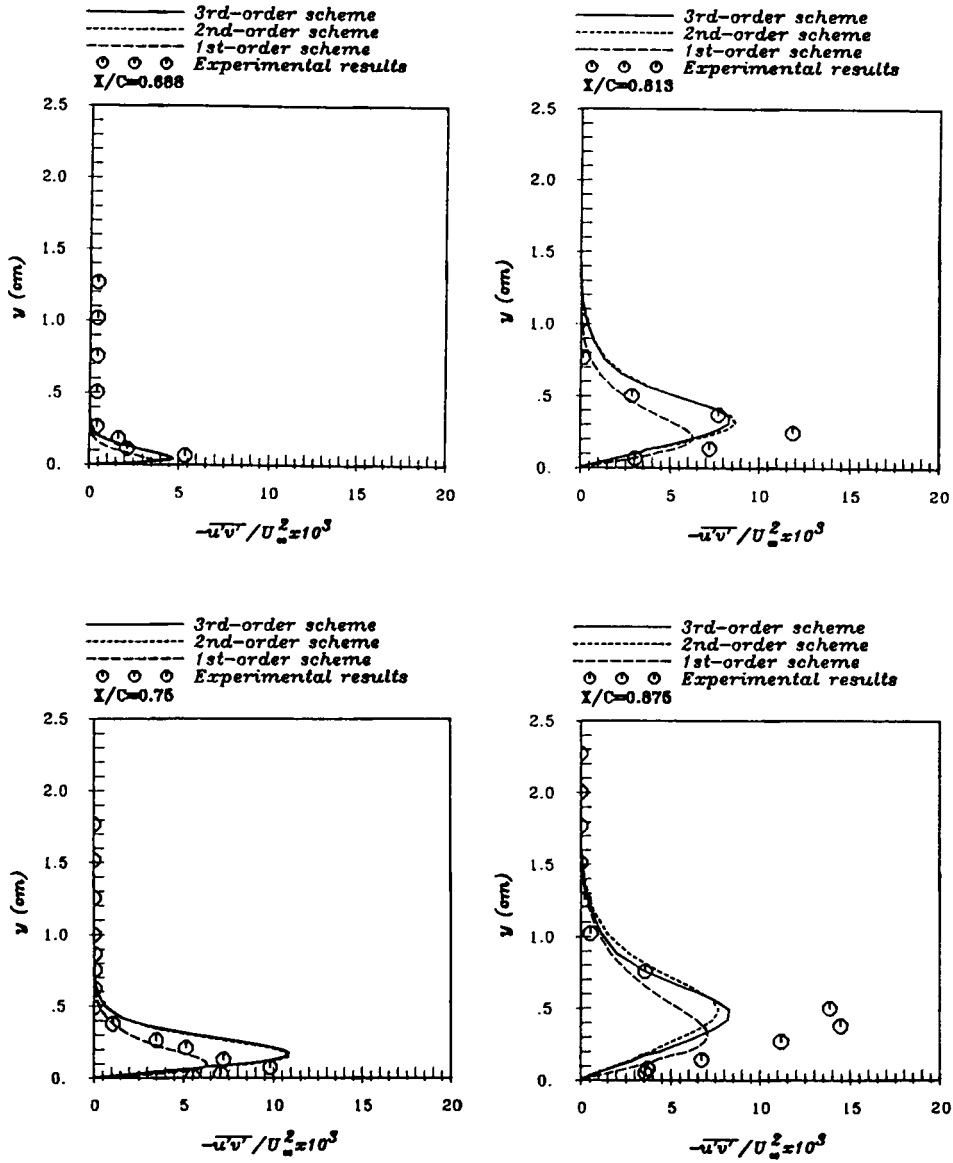 3rd-order scheme
2nd-order scheme
1st-order scheme
Experimental results
X/C=0.688
2.5
2.0
1.5
1.0
.5
0.
y (cm)
0 5 10 15 20
-u'v'/U∞²x10³
3rd-order scheme
2nd-order scheme
1st-order scheme
Experimental results
X/C=0.813
2.5
2.0
1.5
1.0
.5
0.
y (cm)
0 5 10 15 20
-u'v'/U∞²x10³
3rd-order scheme
2nd-order scheme
1st-order scheme
Experimental results
X/C=0.75
2.5
2.0
1.5
1.0
.5
0.
y (cm)
0 5 10 15 20
-u'v'/U∞²x10³
3rd-order scheme
2nd-order scheme
1st-order scheme
Experimental results
X/C=0.875
2.5
2.0
1.5
1.0
.5
0.
y (cm)
0 5 10 15 20
-u'v'/U∞²x10³